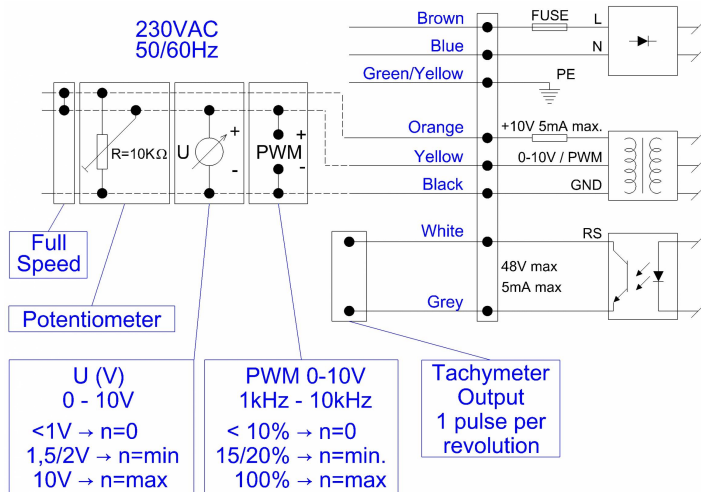 230VAC
50/60Hz
Brown
FUSE
L
Blue
N
Green/Yellow
PE
Orange
+10V 5mA max.
Yellow
0-10V / PWM
Black
GND
R=10KΩ
U
+
-
PWM
+
-
White
RS
48V max
5mA max
Grey
Full
Speed
Potentiometer
U (V)
0 - 10V
<1V → n=0
1,5/2V → n=min
10V → n=max
PWM 0-10V
1kHz - 10kHz
< 10% → n=0
15/20% → n=min.
100% → n=max
Tachymeter
Output
1 pulse per
revolution